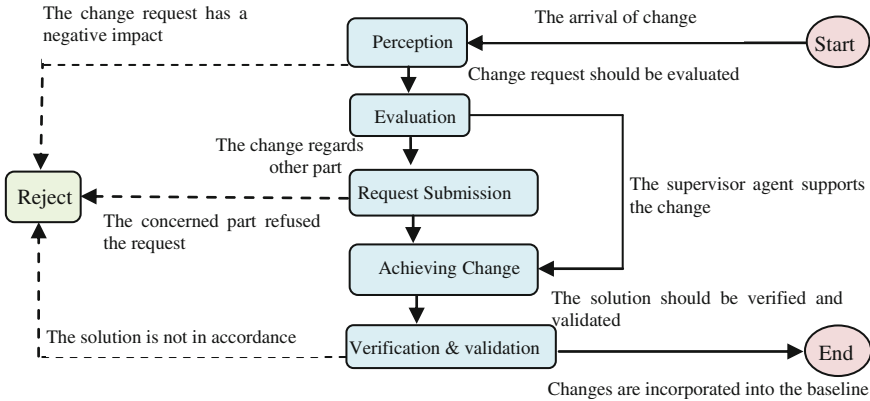 The change request has a
negative impact
The arrival of change
Perception
Start
Change request should be evaluated
Evaluation
The change regards
other part
Request Submission
Reject
The supervisor agent supports
the change
The concerned part refused
the request
Achieving Change
The solution should be verified and
validated
The solution is not in accordance
Verification & validation
End
Changes are incorporated into the baseline